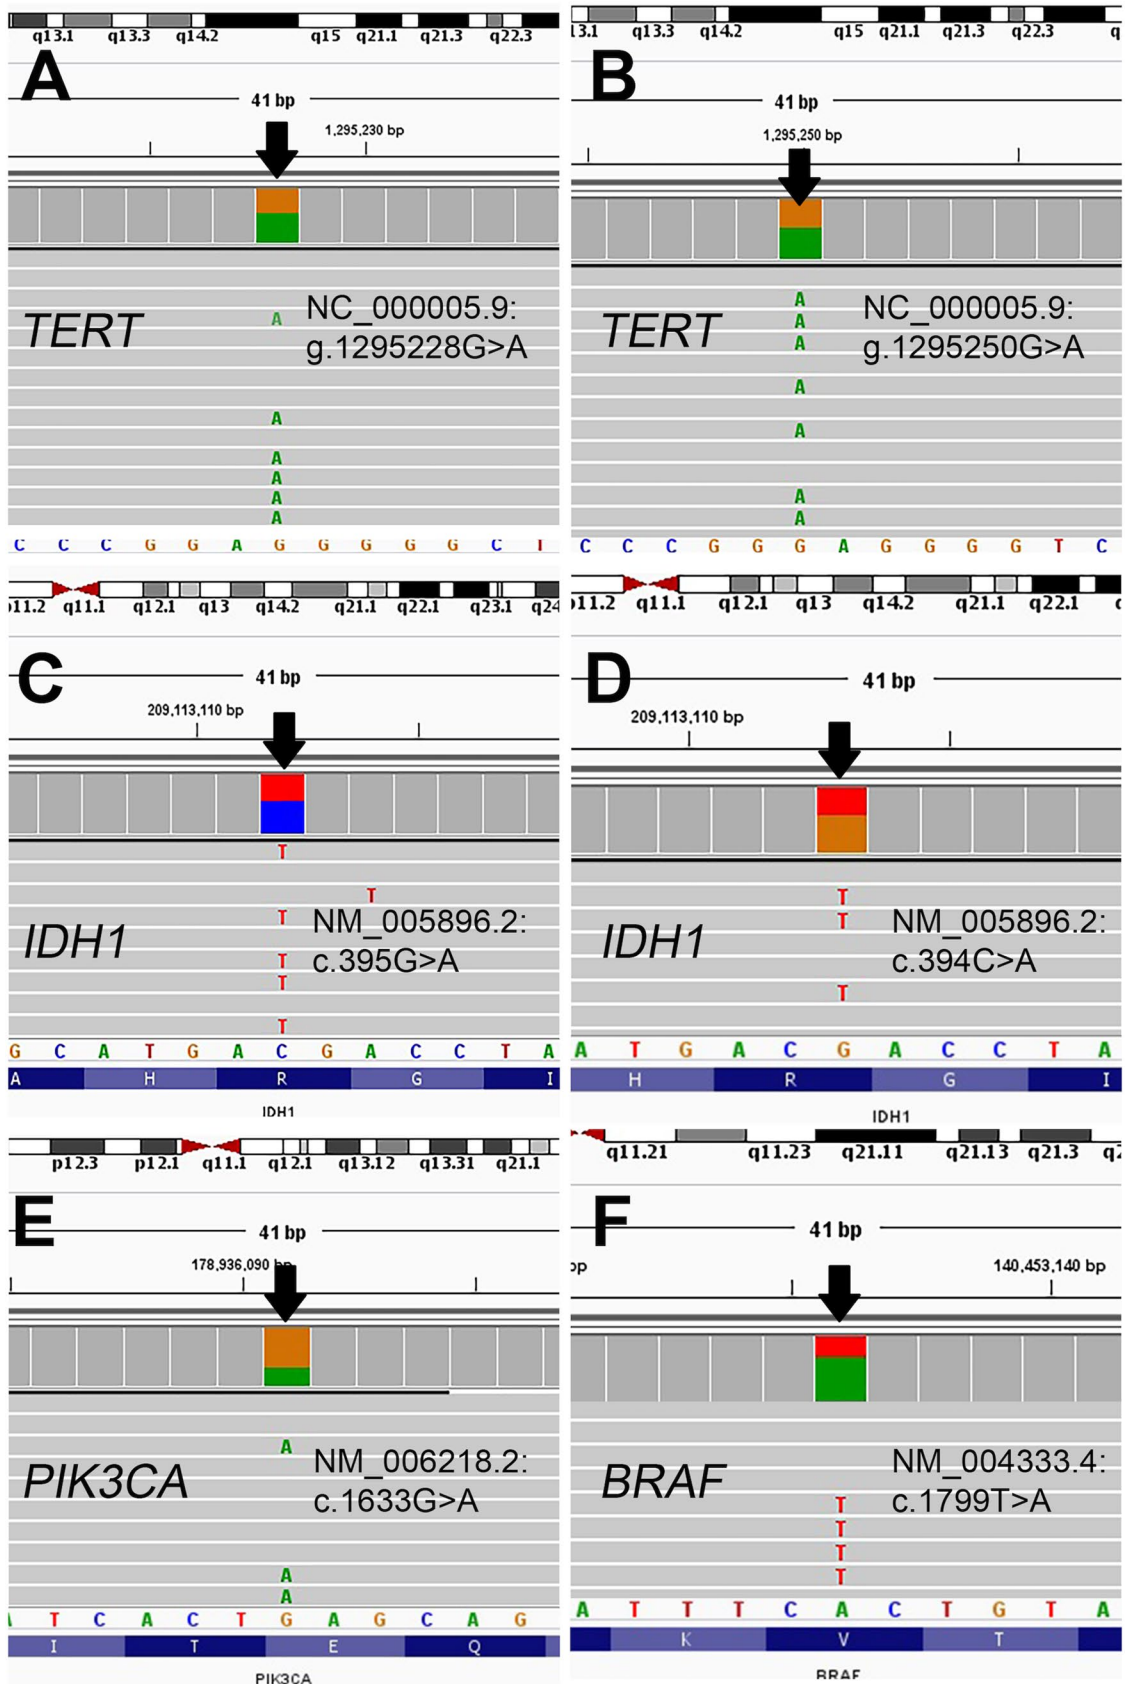 q13.1 q13.3 q14.2 q15 q21.1 q21.3 q22.3
A
41 bp
1,295,230 bp
TERT
A
NC_000005.9:
g.1295228G>A
A
A
A
A
A
C C C G G A G G G G G C
q13.3 q14.2 q15 q21.1 q21.3 q22.3
B
41 bp
1,295,250 bp
TERT
A
A
A
NC_000005.9:
g.1295250G>A
A
A
A
A
C C C G G G A G G G G T C
q11.1 q12.1 q13 q14.2 q21.1 q22.1 q23.1 q24
C
41 bp
209,113,110 bp
T
T
IDH1
T
NM_005896.2:
c.395G>A
T
T
T
G C A T G A C G A C C T A
A H R G I
IDH1
q11.1 q12.1 q13 q14.2 q21.1 q22.1
D
41 bp
209,113,110 bp
T
T
IDH1
NM_005896.2:
c.394C>A
T
A T G A C G A C C T A
H R G I
IDH1
p12.3 p12.1 q11.1 q12.1 q13.12 q13.31 q21.1
E
41 bp
178,936,090 bp
A
PIK3CA
NM_006218.2:
c.1633G>A
A
A
T C A C T G A G C A G
I T E Q
PIK3CA
q11.21 q11.23 q21.11 q21.13 q21.3
F
41 bp
bp 140,453,140 bp
BRAF
NM_004333.4:
c.1799T>A
T
T
T
T
A T T T C A C T G T A
K V T
BRAF